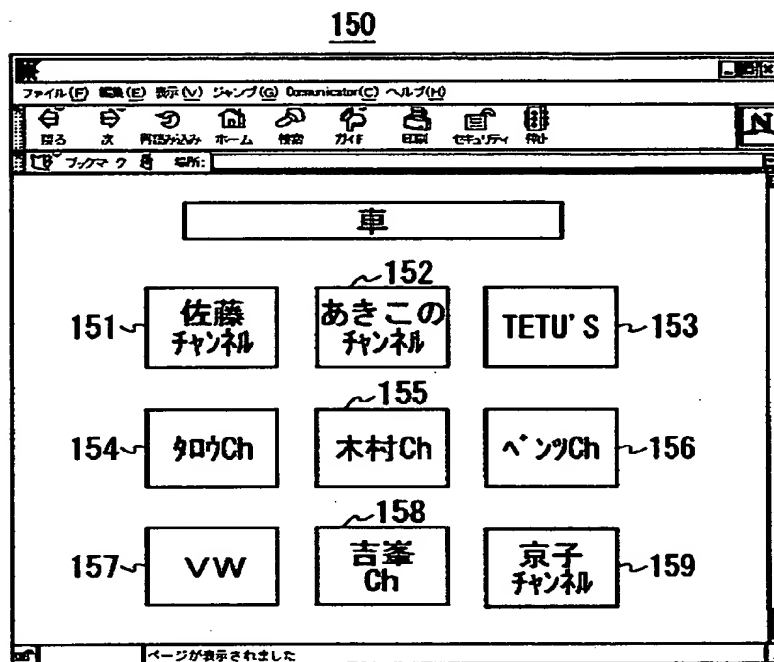 150
ファイル(F) 編集(E) 表示(V) ジャンプ(G) Communicator(C) ヘルプ(H)
戻る 次 再読み込み ホーム 検索 ガイド 印刷 セキュリティ 停止
N
ブックマーク 場所:
車
152
151 佐藤 あきこの TETU'S 153
チャンネル チャンネル
155
154 タロウCh 木村Ch ベンツCh 156
158
157 VW 吉峯 京子 159
Ch チャンネル
ページが表示されました